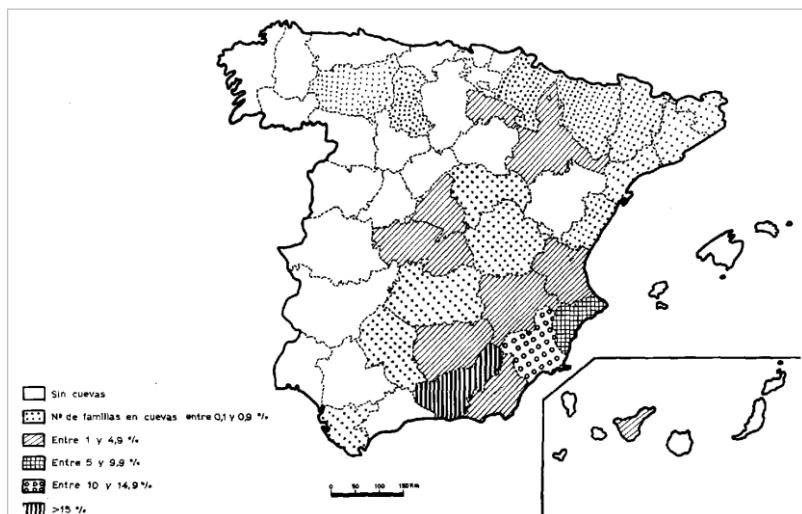 Sin cuevas
Nº de familias en cuevas entre 0,1 y 0,9 %
Entre 1 y 4,9 %
Entre 5 y 9,9 %
Entre 10 y 14,9 %
>15 %
0 50 100 150 Km